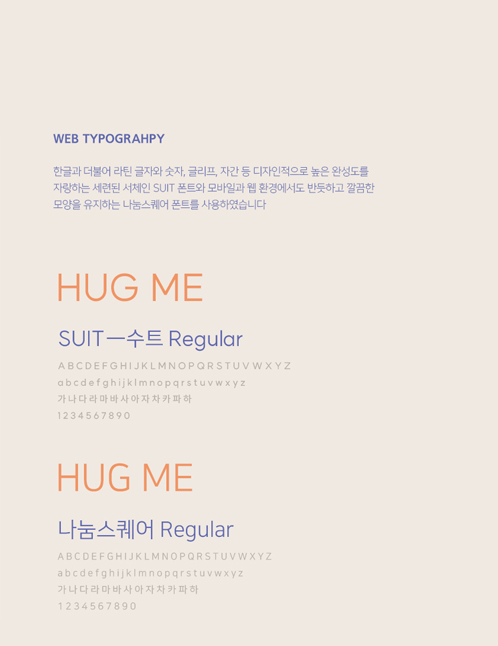 WEB TYPOGRAHPY
한글과 더불어 라틴 글자와 숫자, 글리프, 자간 등 디자인적으로 높은 완성도를
자랑하는 세련된 서체인 SUIT 폰트와 모바일과 웹 환경에서도 반듯하고 깔끔한
모양을 유지하는 나눔스퀘어 폰트를 사용하였습니다
HUG ME
SUIT—수트 Regular
A B C D E F G H I J K L M N O P Q R S T U V W X Y Z
a b c d e f g h i j k l m n o p q r s t u v w x y z
가 나 다 라 마 바 사 아 자 차 카 파 하
1 2 3 4 5 6 7 8 9 0
HUG ME
나눔스퀘어 Regular
A B C D E F G H I J K L M N O P Q R S T U V W X Y Z
a b c d e f g h i j k l m n o p q r s t u v w x y z
가 나 다 라 마 바 사 아 자 차 카 파 하
1 2 3 4 5 6 7 8 9 0